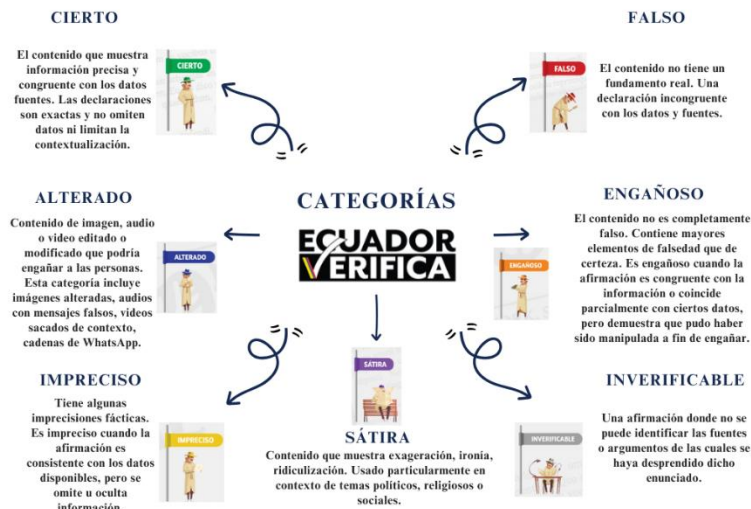 CIERTO
El contenido que muestra
información precisa y
congruente con los datos
fuentes. Las declaraciones
son exactas y no omiten
datos ni limitan la
contextualización.
CIERTO
FALSO
FALSO
El contenido no tiene un
fundamento real. Una
declaración incongruente
con los datos y fuentes.
ALTERADO
Contenido de imagen, audio
o video editado o
modificado que podría
engañar a las personas.
Esta categoría incluye
imágenes alteradas, audios
con mensajes falsos, vídeos
sacados de contexto,
cadenas de WhatsApp.
ALTERADO
CATEGORÍAS
ECUADOR
VERIFICA
ENGAÑOSO
ENGAÑOSO
El contenido no es completamente
falso. Contiene mayores
elementos de falsedad que de
certeza. Es engañoso cuando la
afirmación es congruente con la
información o coincide
parcialmente con ciertos datos,
pero demuestra que pudo haber
sido manipulada a fin de engañar.
IMPRECISO
Tiene algunas
imprecisiones fácticas.
Es impreciso cuando la
afirmación es
consistente con los datos
disponibles, pero se
omite u oculta
información
IMPRECISO
SÁTIRA
SÁTIRA
Contenido que muestra exageración, ironía,
ridiculización. Usado particularmente en
contexto de temas políticos, religiosos o
sociales.
INVERIFICABLE
INVERIFICABLE
Una afirmación donde no se
puede identificar las fuentes
o argumentos de las cuales se
haya desprendido dicho
enunciado.